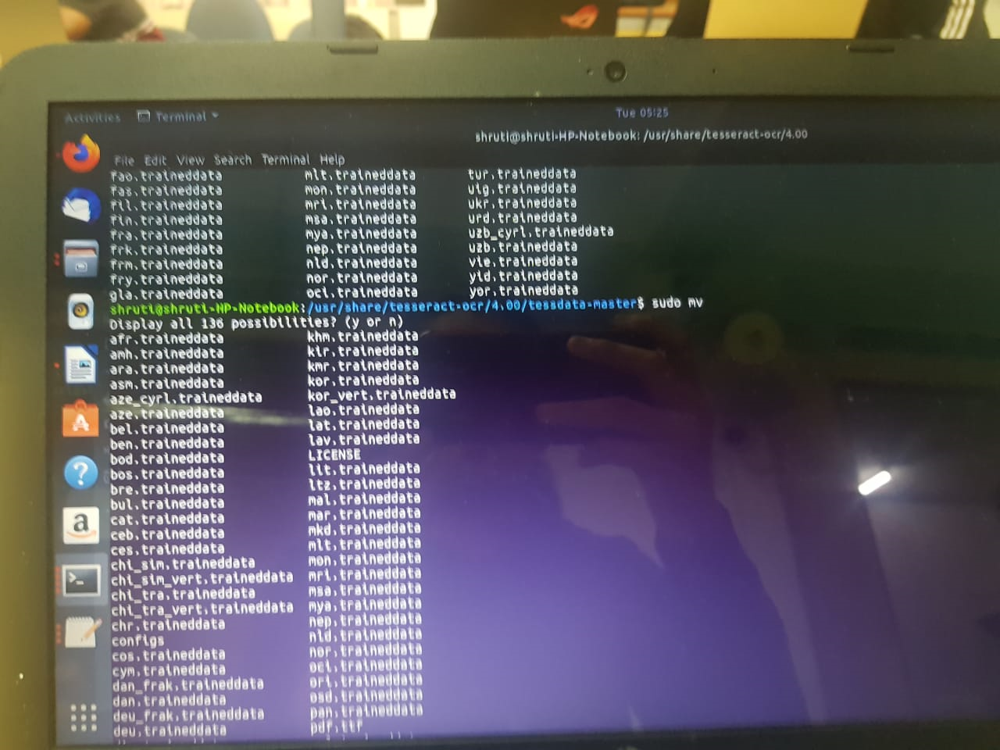 Activities Terminal Tue 05:25
shruti@shruti-HP-Notebook: /usr/share/tesseract-ocr/4.00
File Edit View Search Terminal Help
fao.traineddata mlt.traineddata tur.traineddata
fas.traineddata mon.traineddata uig.traineddata
fil.traineddata mri.traineddata ukr.traineddata
fin.traineddata msa.traineddata urd.traineddata
fra.traineddata mya.traineddata uzb_cyrl.traineddata
frk.traineddata nep.traineddata uzb.traineddata
frm.traineddata nld.traineddata vie.traineddata
fry.traineddata nor.traineddata yid.traineddata
gla.traineddata oci.traineddata yor.traineddata
shruti@shruti-HP-Notebook:/usr/share/tesseract-ocr/4.00/tessdata-master$ sudo mv
Display all 136 possibilities? (y or n)
afr.traineddata khm.traineddata
amh.traineddata kir.traineddata
ara.traineddata kmr.traineddata
asm.traineddata kor.traineddata
aze_cyrl.traineddata kor_vert.traineddata
aze.traineddata lao.traineddata
bel.traineddata lat.traineddata
ben.traineddata lav.traineddata
bod.traineddata LICENSE
bos.traineddata lit.traineddata
bre.traineddata ltz.traineddata
bul.traineddata mal.traineddata
cat.traineddata mar.traineddata
ceb.traineddata mkd.traineddata
ces.traineddata mlt.traineddata
chi_sim.traineddata mon.traineddata
chi_sim_vert.traineddata mri.traineddata
chi_tra.traineddata msa.traineddata
chi_tra_vert.traineddata mya.traineddata
chr.traineddata nep.traineddata
configs nld.traineddata
cos.traineddata nor.traineddata
cym.traineddata oci.traineddata
dan_frak.traineddata ori.traineddata
dan.traineddata osd.traineddata
deu_frak.traineddata pan.traineddata
deu.traineddata pdf.ttf